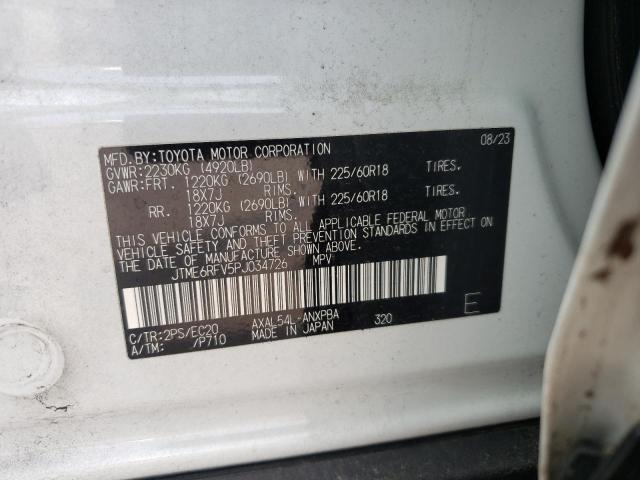 MFD. BY: TOYOTA MOTOR CORPORATION 08/23
GVWR: 2230KG (4920LB)
GAWR: FRT. 1220KG (2690LB) WITH 225/60R18 TIRES.
18X7J RIMS.
RR. 1220KG (2690LB) WITH 225/60R18 TIRES.
18X7J RIMS.
THIS VEHICLE CONFORMS TO ALL APPLICABLE FEDERAL MOTOR
VEHICLE SAFETY AND THEFT PREVENTION STANDARDS IN EFFECT ON
THE DATE OF MANUFACTURE SHOWN ABOVE.
JTME6RFV5PJ034726 MPV
C/TR: 2PS/EC20 AXAL54L-ANXPBA 320 E
A/TM: /P710 MADE IN JAPAN